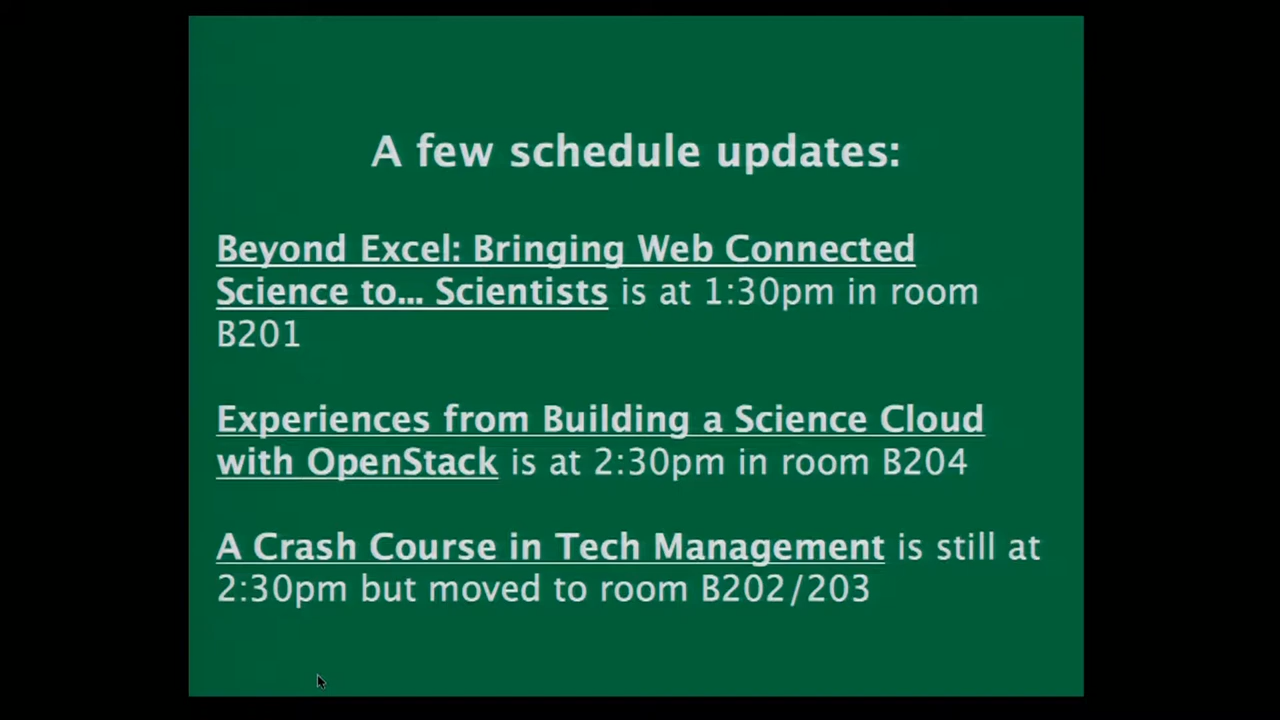 A few schedule updates:
Beyond Excel: Bringing Web Connected
Science to... Scientists is at 1:30pm in room
B201
Experiences from Building a Science Cloud
with OpenStack is at 2:30pm in room B204
A Crash Course in Tech Management is still at
2:30pm but moved to room B202/203